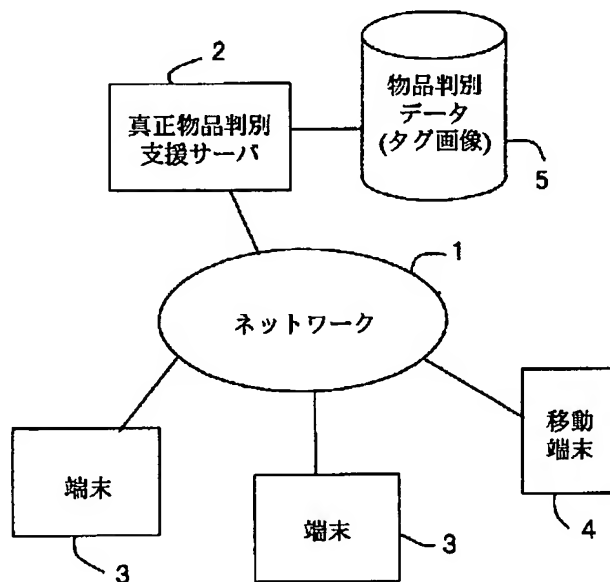 2
真正物品判別
支援サーバ
物品判別
データ
(タグ画像)
5
1
ネットワーク
移動
端末
4
端末
3
端末
3